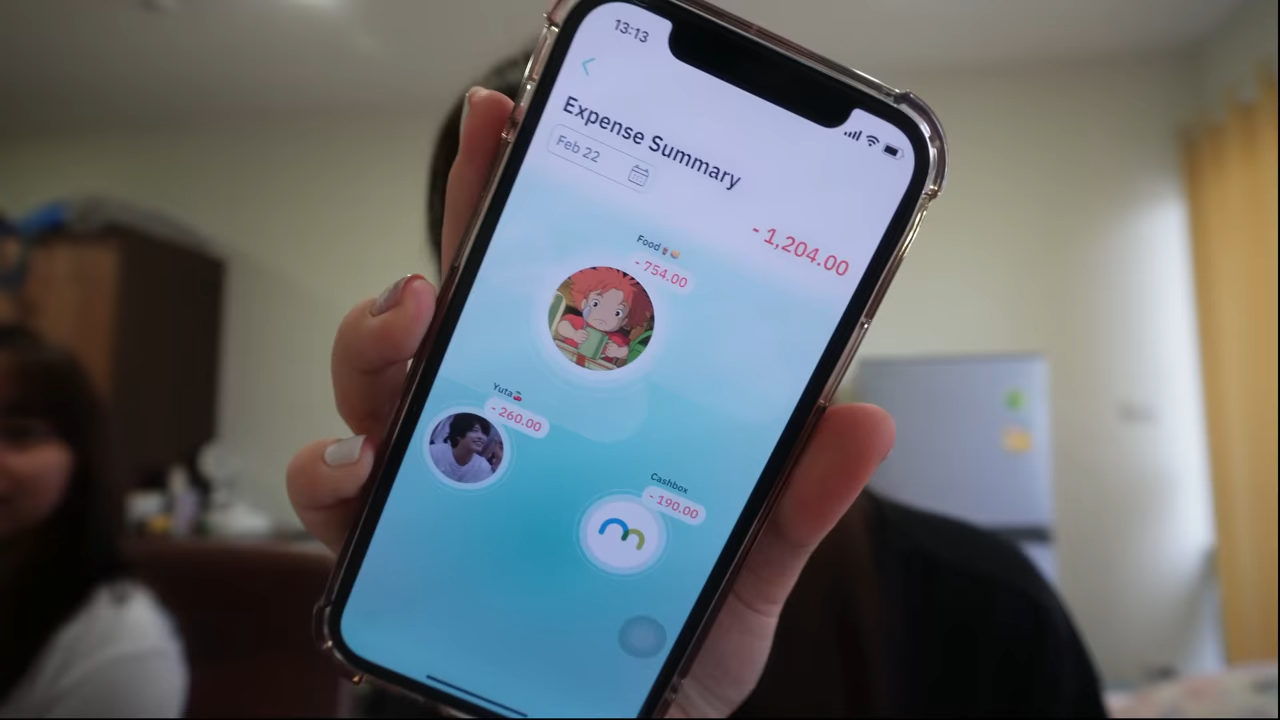 13:13
Expense Summary
Feb 22
- 1,204.00
Food
- 754.00
Yuta
- 260.00
Cashbox
- 190.00